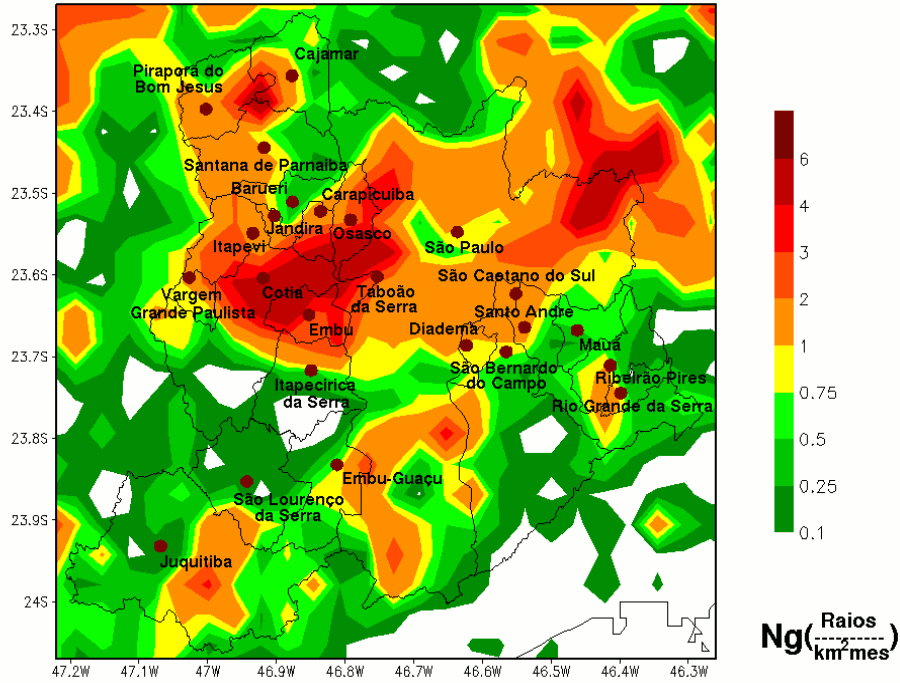 23.3S
Cajamar
Pirapora do
Bom Jesus
23.4S
Santana de Parnaiba
Barueri
23.5S
Carapicuiba
Jandira
Osasco
Itapevi
São Paulo
23.6S
São Caetano do Sul
Vargem
Grande Paulista
Cotia
Taboão
da Serra
Santo André
Embu
Diadema
Mauá
23.7S
São Bernardo
do Campo
Itapecirica
da Serra
Ribeirão Pires
Rio Grande da Serra
23.8S
Embu-Guaçu
São Lourenço
da Serra
23.9S
Juquitiba
24S
47.2W
47.1W
47W
46.9W
46.8W
46.7W
46.6W
46.5W
46.4W
46.3W
6
4
3
2
1
0.75
0.5
0.25
0.1
Ng(Raios
km²mes)